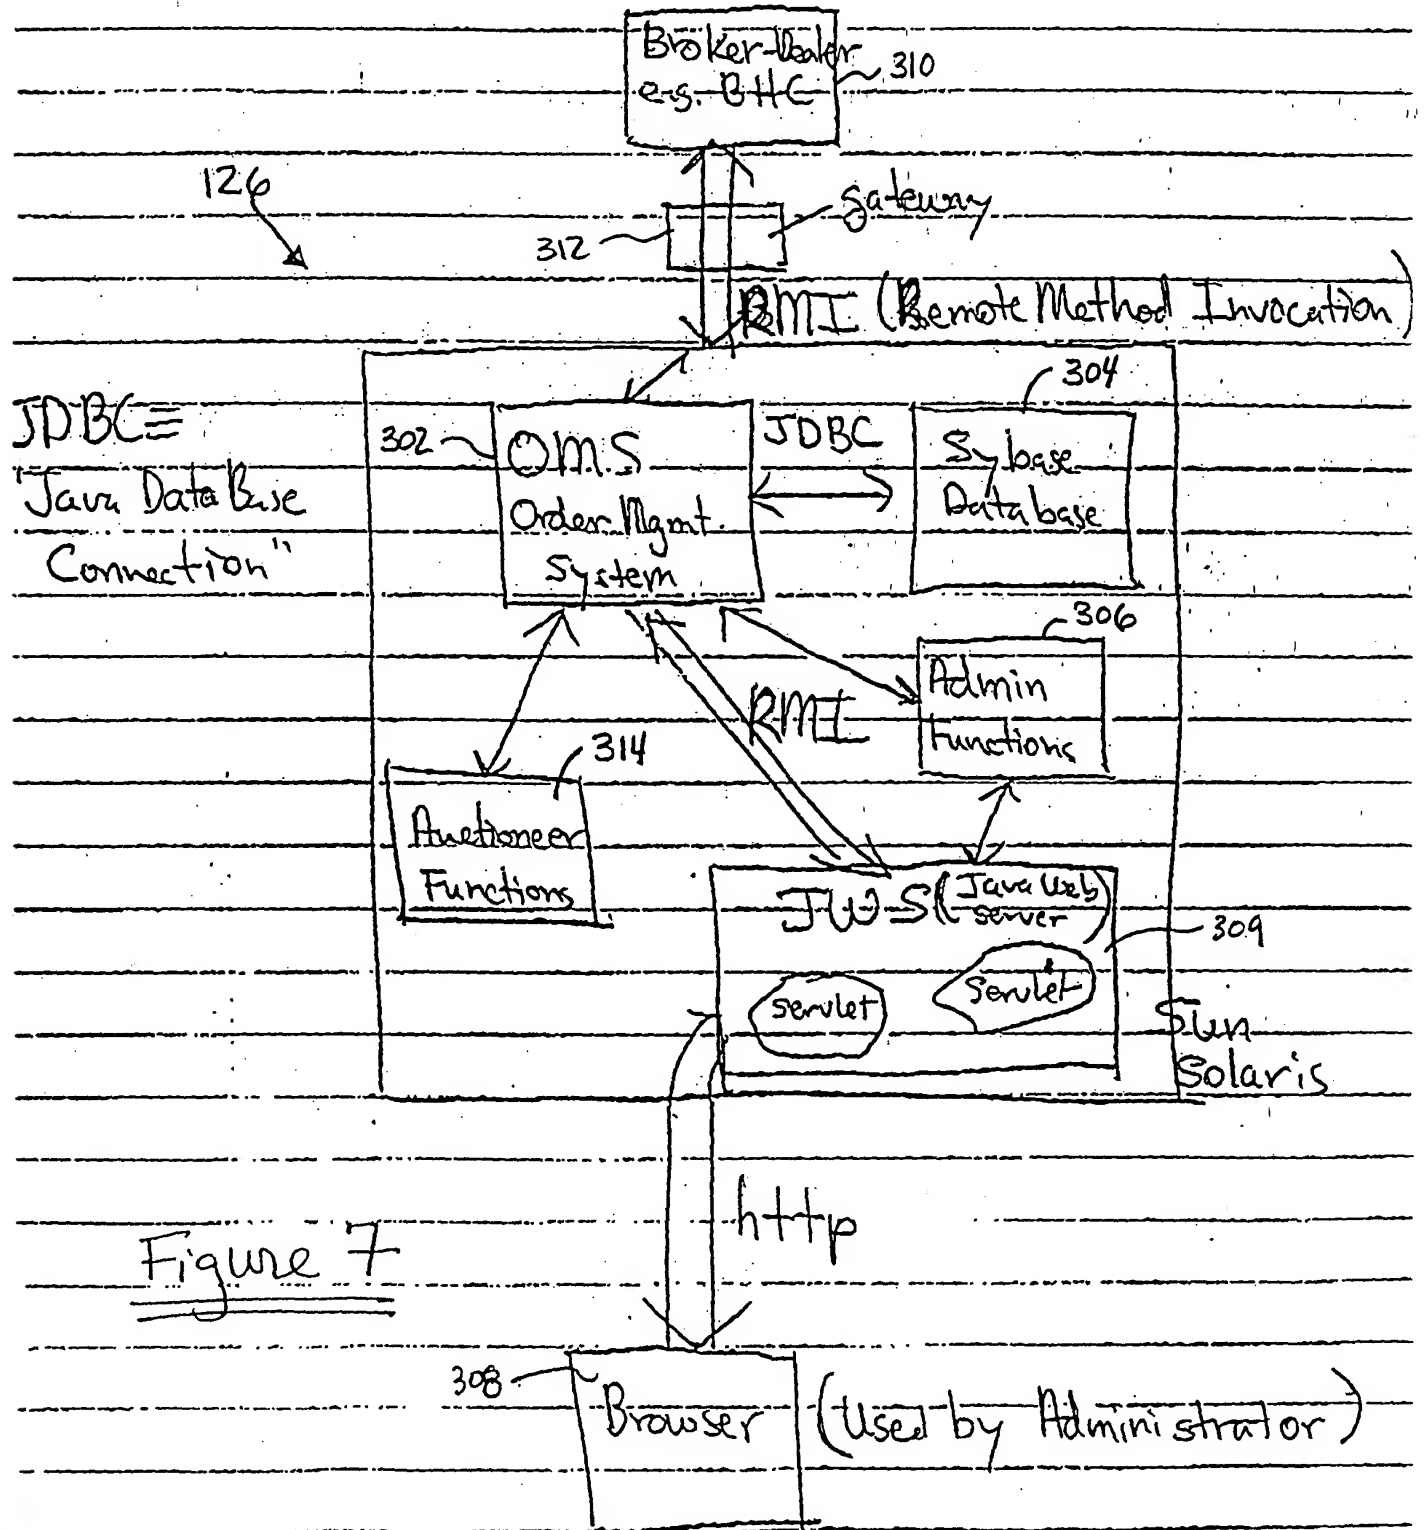 Broker-Dealer
e.g. BHC
310
126
gateway
312
RMI (Remote Method Invocation)
304
JDBC≡
"Java DataBase
Connection"
302
OMS
Order Mgmt.
System
JDBC
Sybase
Database
306
Admin
Functions
RMI
314
Auctioneer
Functions
JWS (Java Web
server)
309
servlet
Servlet
Sun
Solaris
http
Figure 7
308
Browser
(Used by Administrator)